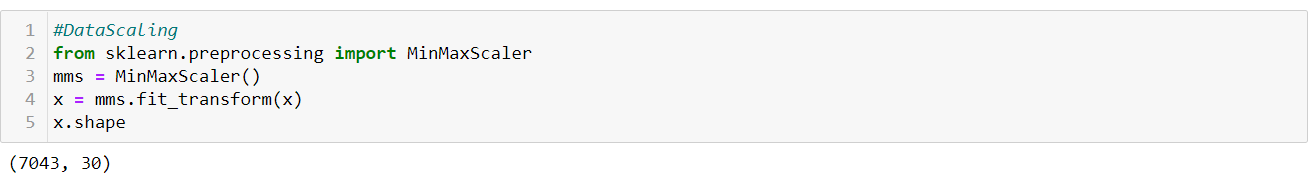 1 #DataScaling
2 from sklearn.preprocessing import MinMaxScaler
3 mms = MinMaxScaler()
4 x = mms.fit_transform(x)
5 x.shape
(7043, 30)